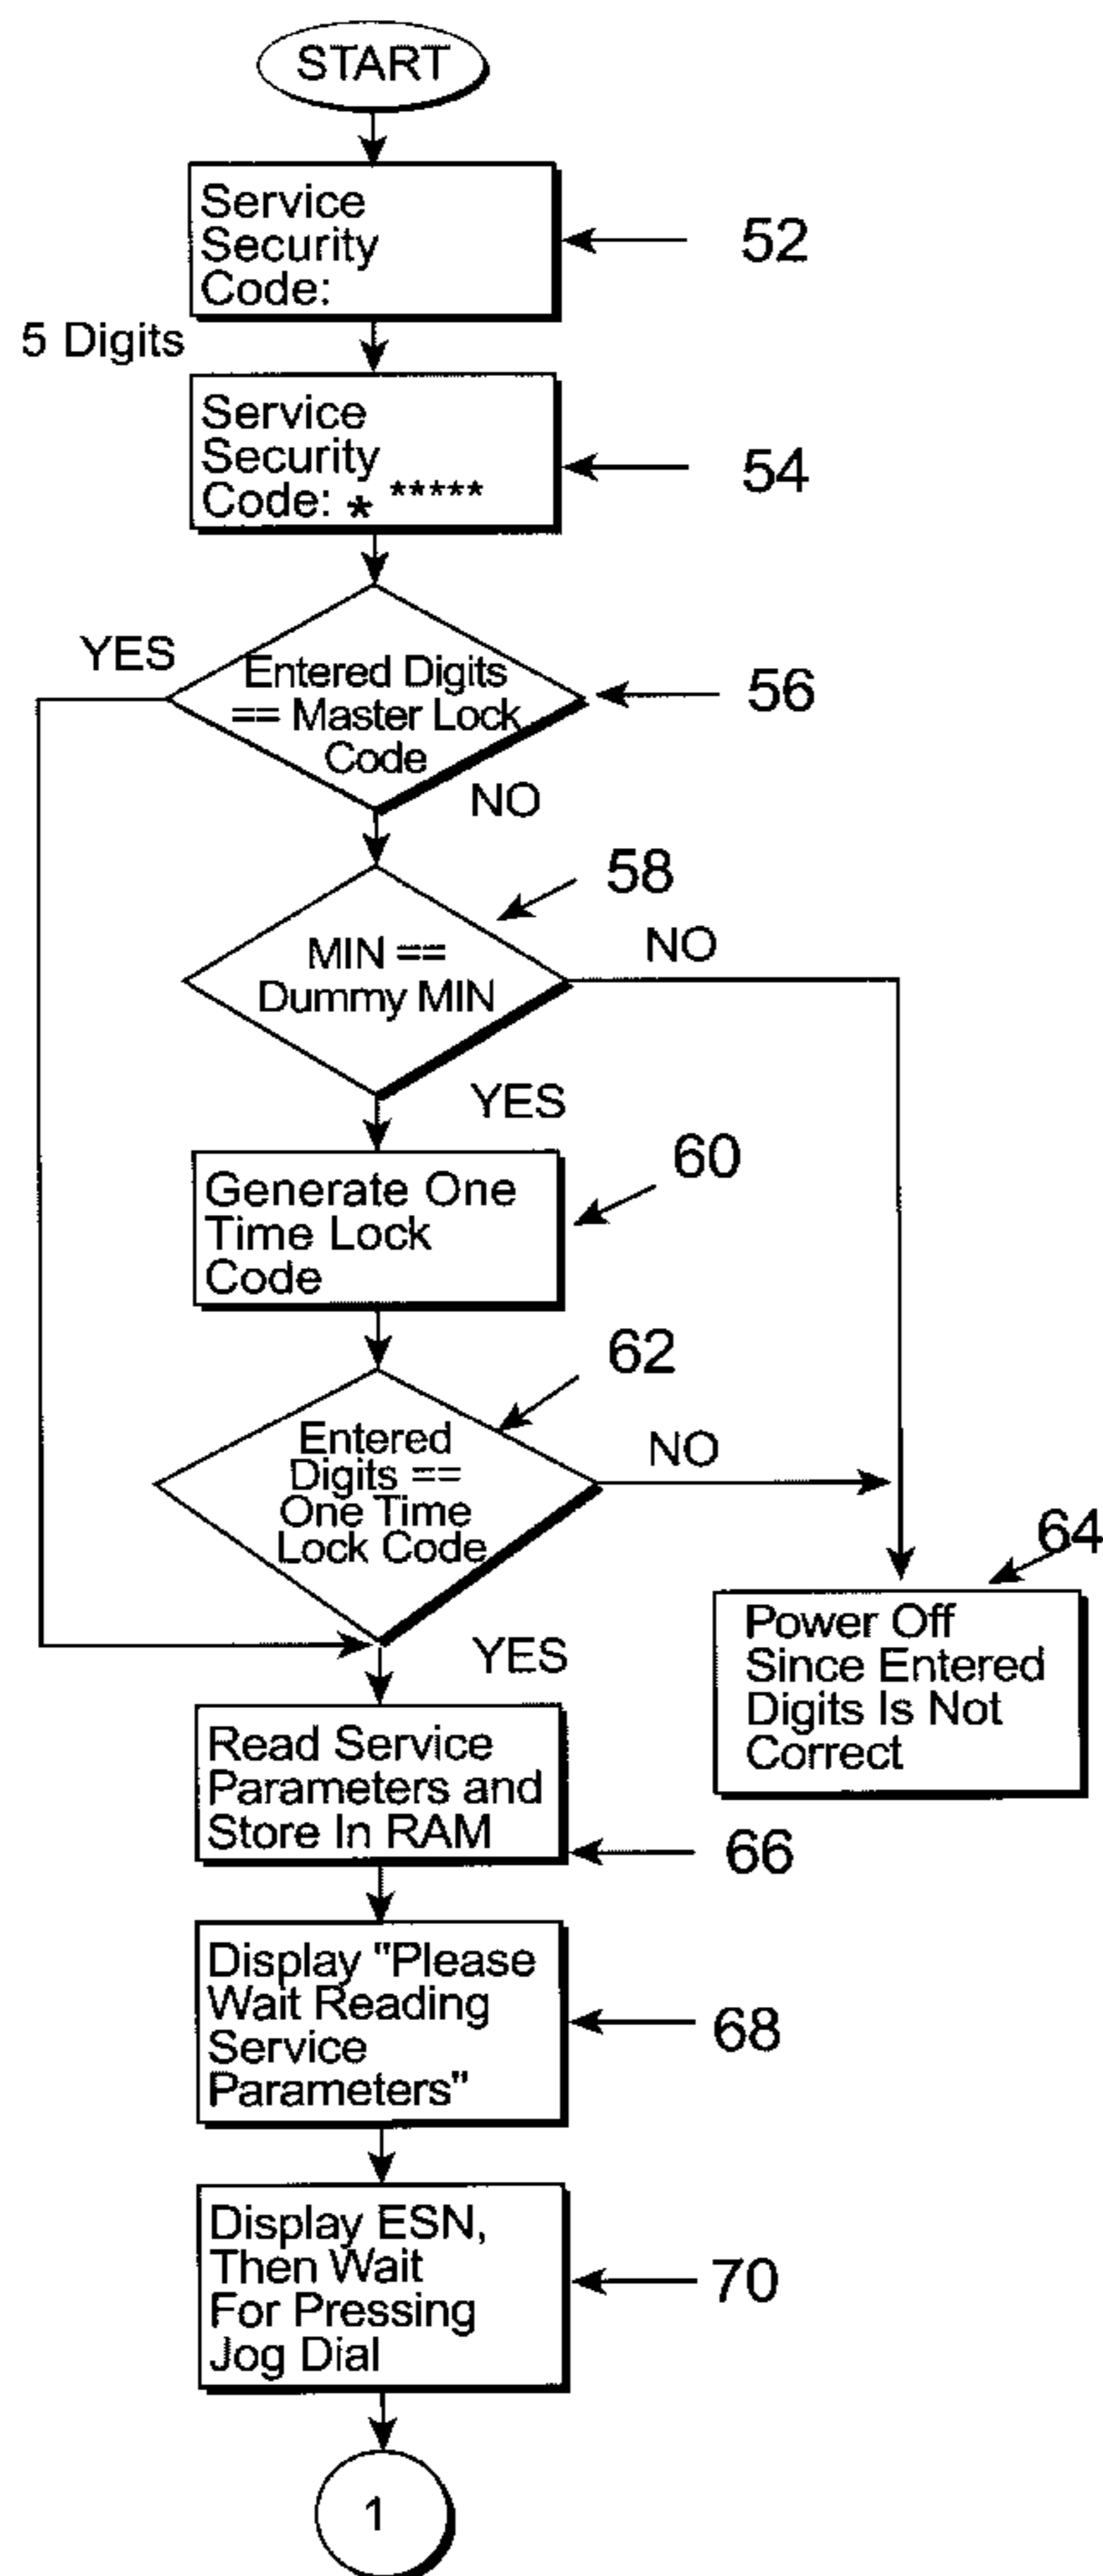 START
Service
Security
Code:
52
5 Digits
Service
Security
Code: * *****
54
YES
Entered Digits
== Master Lock
Code
56
NO
58
MIN ==
Dummy MIN
NO
YES
60
Generate One
Time Lock
Code
62
Entered
Digits ==
One Time
Lock Code
NO
64
YES
Power Off
Since Entered
Digits Is Not
Correct
Read Service
Parameters and
Store In RAM
66
Display "Please
Wait Reading
Service
Parameters"
68
Display ESN,
Then Wait
For Pressing
Jog Dial
70
1